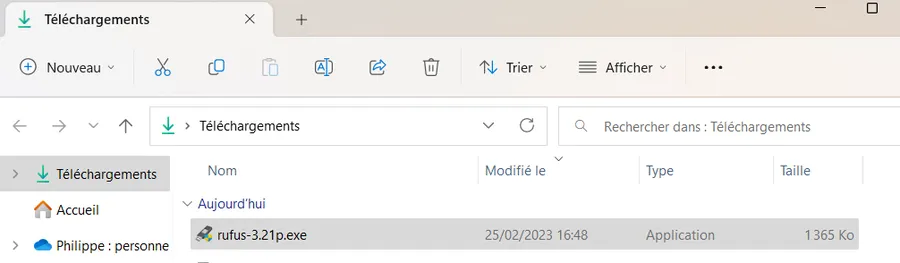 Téléchargements
Nouveau
Trier
Afficher
Téléchargements
Rechercher dans : Téléchargements
Téléchargements
Accueil
Philippe : personne
Nom Modifié le Type Taille
Aujourd'hui
rufus-3.21p.exe 25/02/2023 16:48 Application 1 365 Ko